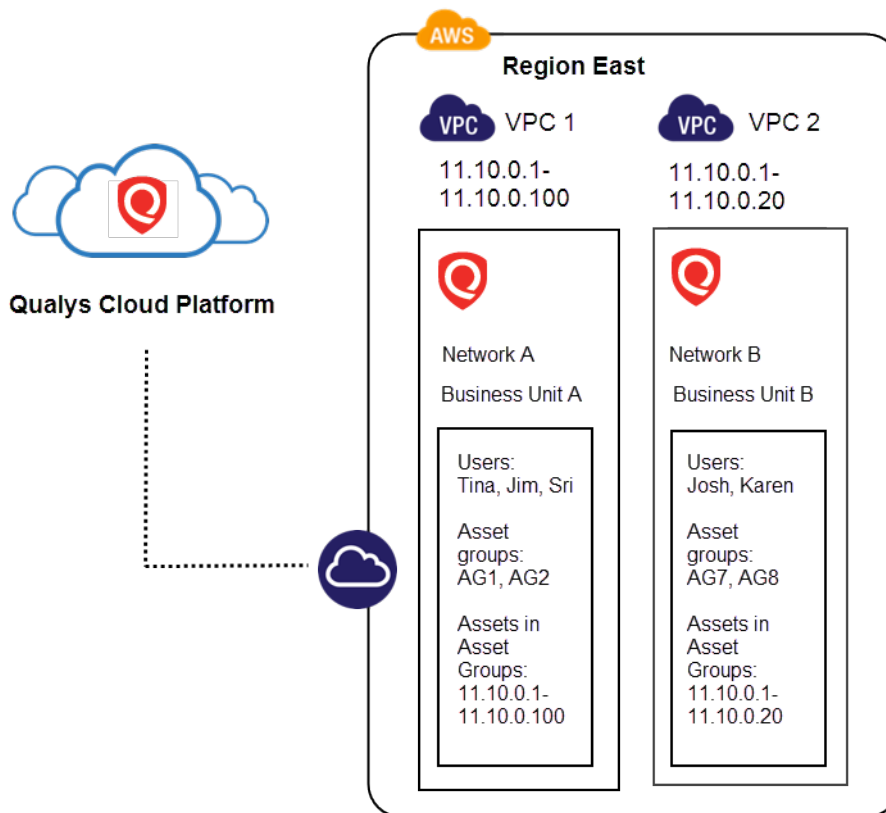 AWS
Region East
VPC VPC 1
VPC VPC 2
11.10.0.1-
11.10.0.100
11.10.0.1-
11.10.0.20
Qualys Cloud Platform
Network A
Business Unit A
Users:
Tina, Jim, Sri
Asset
groups:
AG1, AG2
Assets in
Asset
Groups:
11.10.0.1-
11.10.0.100
Network B
Business Unit B
Users:
Josh, Karen
Asset
groups:
AG7, AG8
Assets in
Asset
Groups:
11.10.0.1-
11.10.0.20